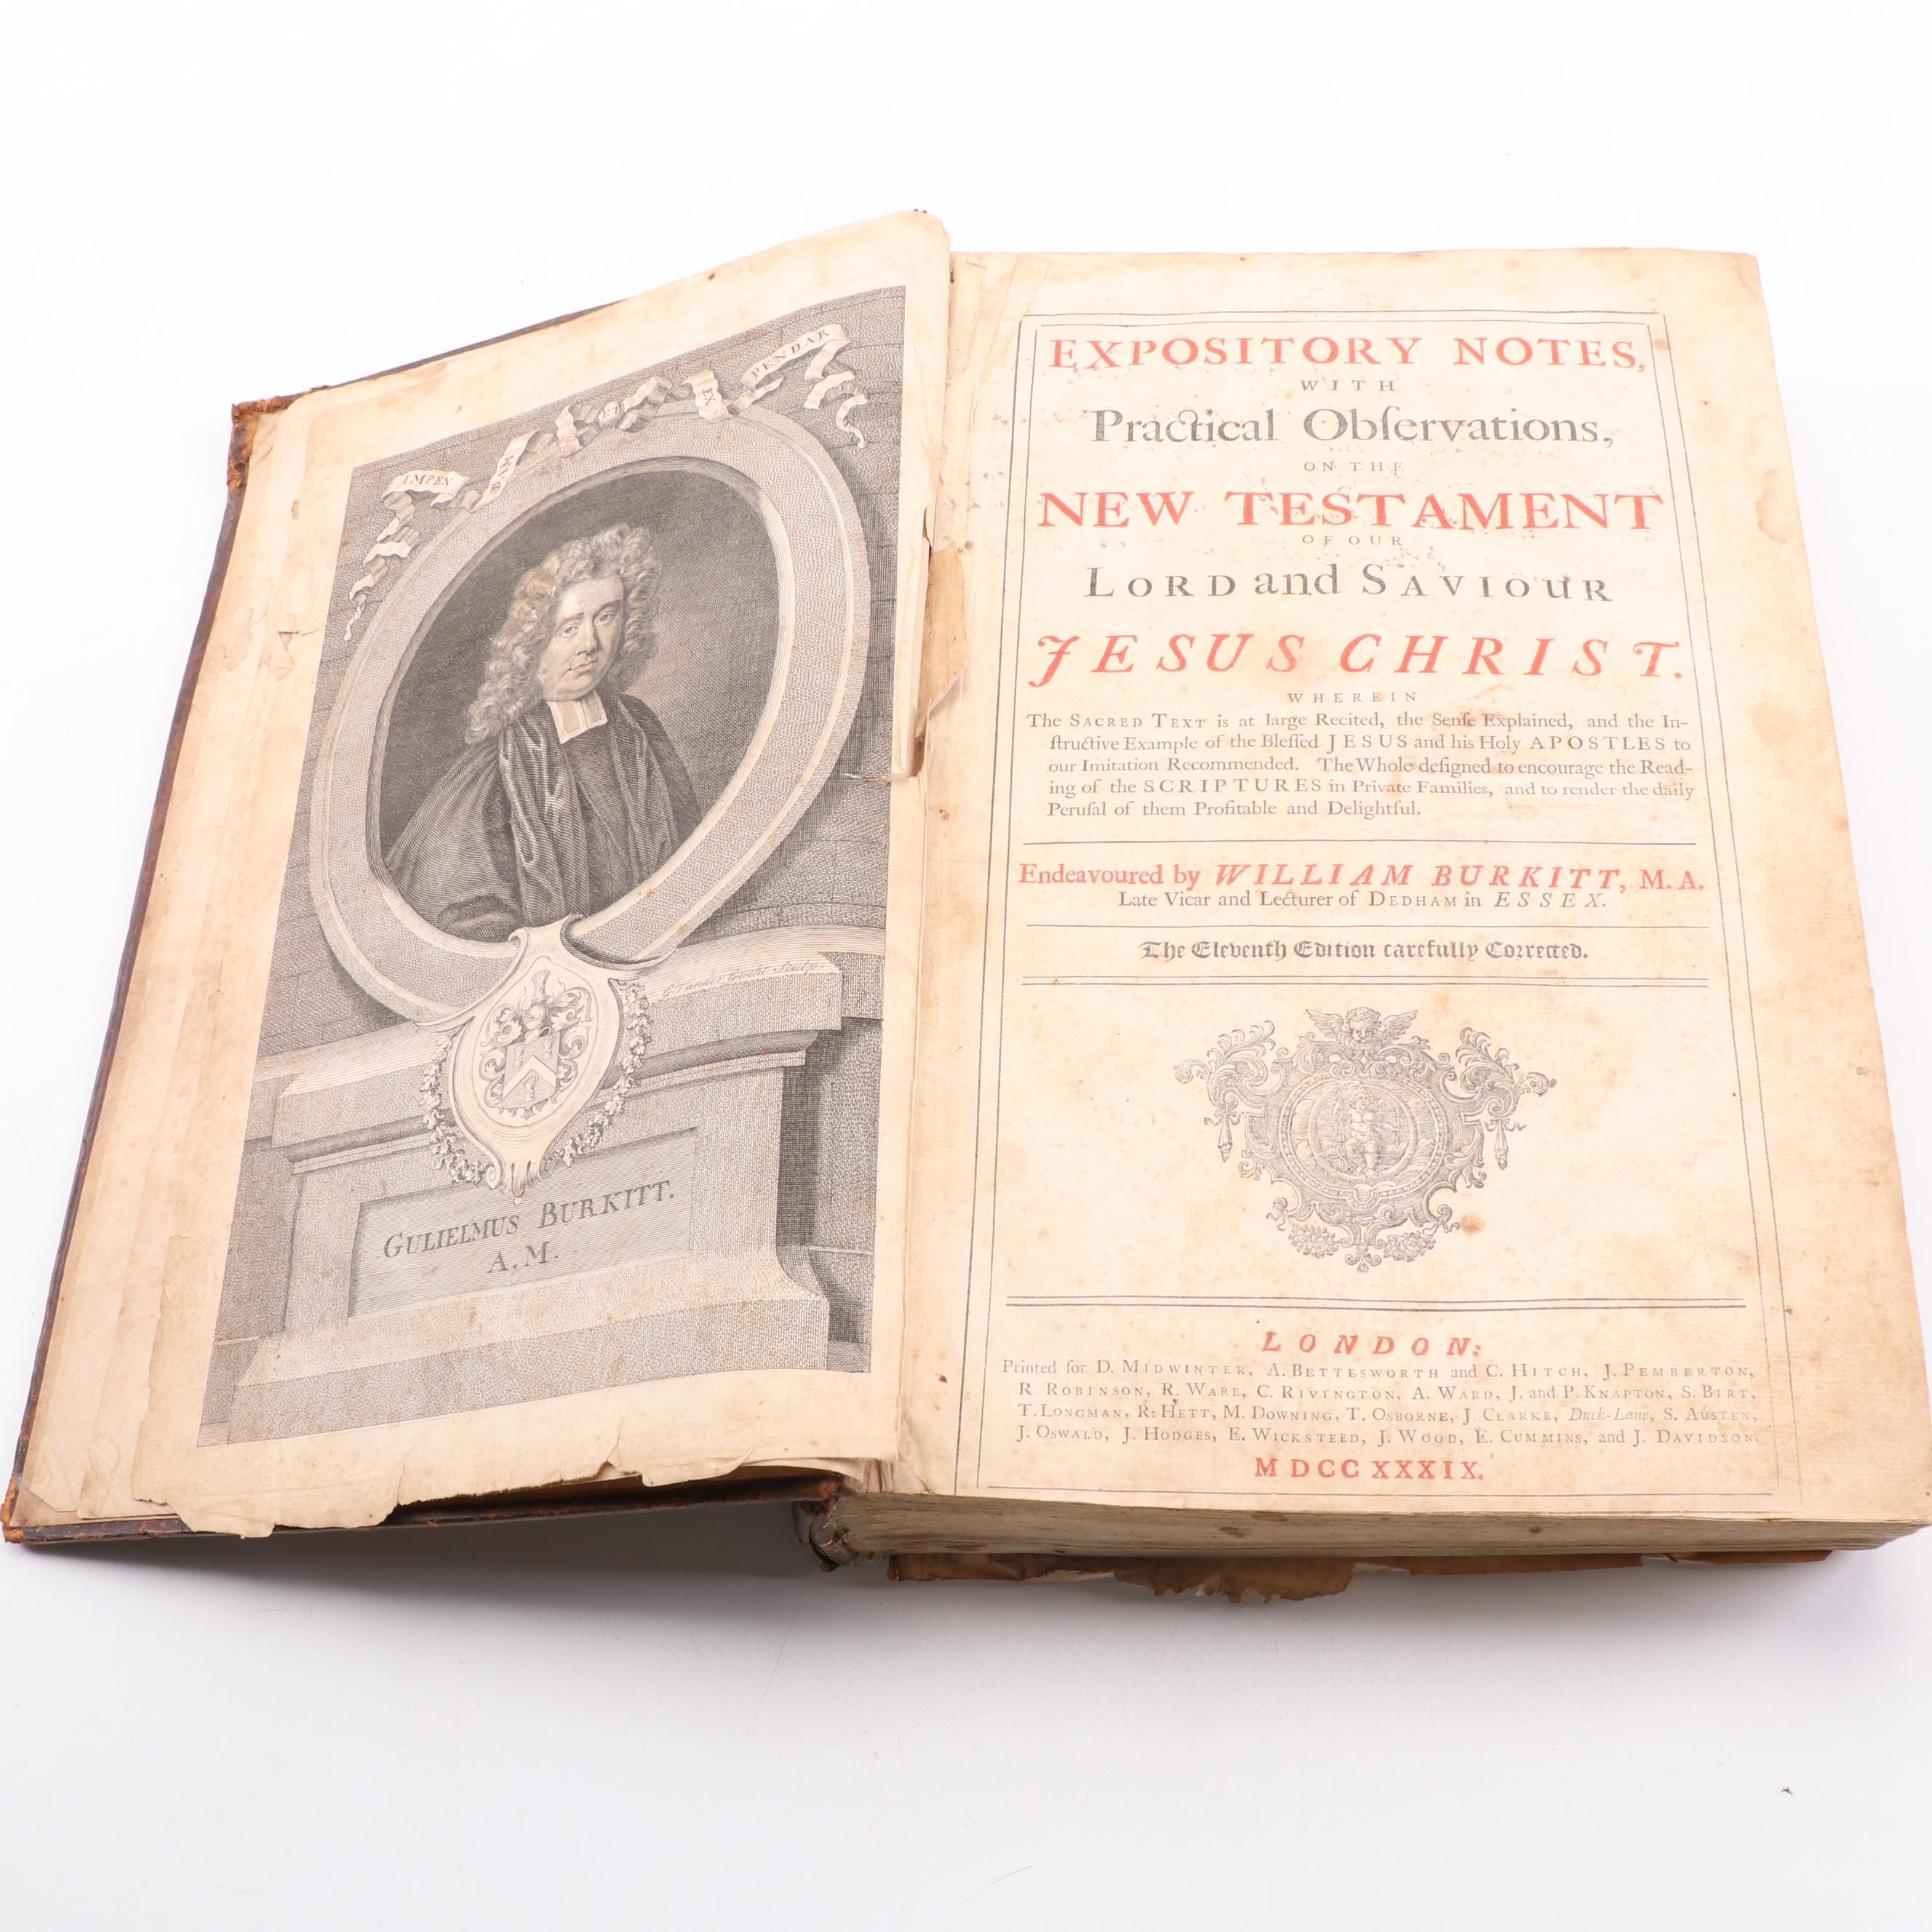 IMPEN DAM ET EX PENDAR
G. Vander Gucht Sculp
GULIELMUS BURKITT.
A. M.
EXPOSITORY NOTES,
WITH
Practical Obſervations,
ON THE
NEW TESTAMENT
OF OUR
LORD and SAVIOUR
JESUS CHRIST.
WHEREIN
The SACRED TEXT is at large Recited, the Senſe Explained, and the In-
ſtructive Example of the Bleſſed JESUS and his Holy APOSTLES to
our Imitation Recommended. The Whole deſigned to encourage the Read-
ing of the SCRIPTURES in Private Families, and to render the daily
Peruſal of them Profitable and Delightful.
Endeavoured by WILLIAM BURKITT, M. A.
Late Vicar and Lecturer of DEDHAM in ESSEX.
The Eleventh Edition carefully Corrected.
LONDON:
Printed for D. MIDWINTER, A. BETTESWORTH and C. HITCH, J. PEMBERTON,
R. ROBINSON, R. WARE, C. RIVINGTON, A. WARD, J. and P. KNAPTON, S. BIRT,
T. LONGMAN, R. HETT, M. DOWNING, T. OSBORNE, J. CLARKE, Duck-Lane, S. AUSTEN,
J. OSWALD, J. HODGES, E. WICKSTEED, J. WOOD, E. CUMMINS, and J. DAVIDSON.
MDCCXXXIX.